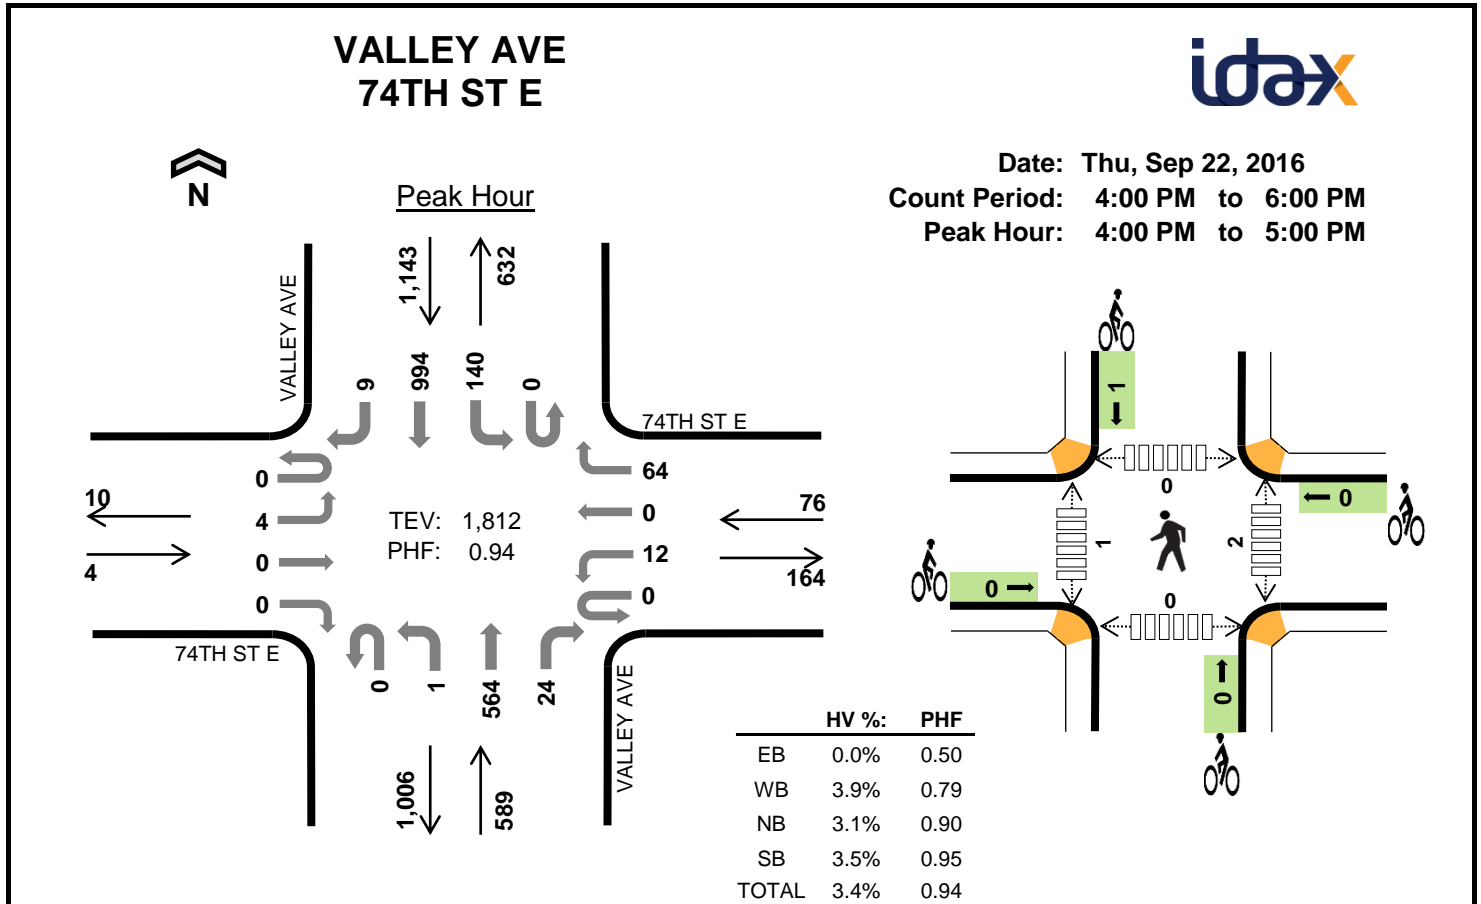 VALLEY AVE
74TH ST E
idax
N
Peak Hour
Date: Thu, Sep 22, 2016
Count Period: 4:00 PM to 6:00 PM
Peak Hour: 4:00 PM to 5:00 PM
1,143
632
VALLEY AVE
9
994
140
0
74TH ST E
0
4
0
0
10
4
TEV: 1,812
PHF: 0.94
64
0
12
0
76
164
74TH ST E
0
1
564
24
VALLEY AVE
1,006
589
1
0
0
1
2
0
0
0
HV %: PHF
EB 0.0% 0.50
WB 3.9% 0.79
NB 3.1% 0.90
SB 3.5% 0.95
TOTAL 3.4% 0.94